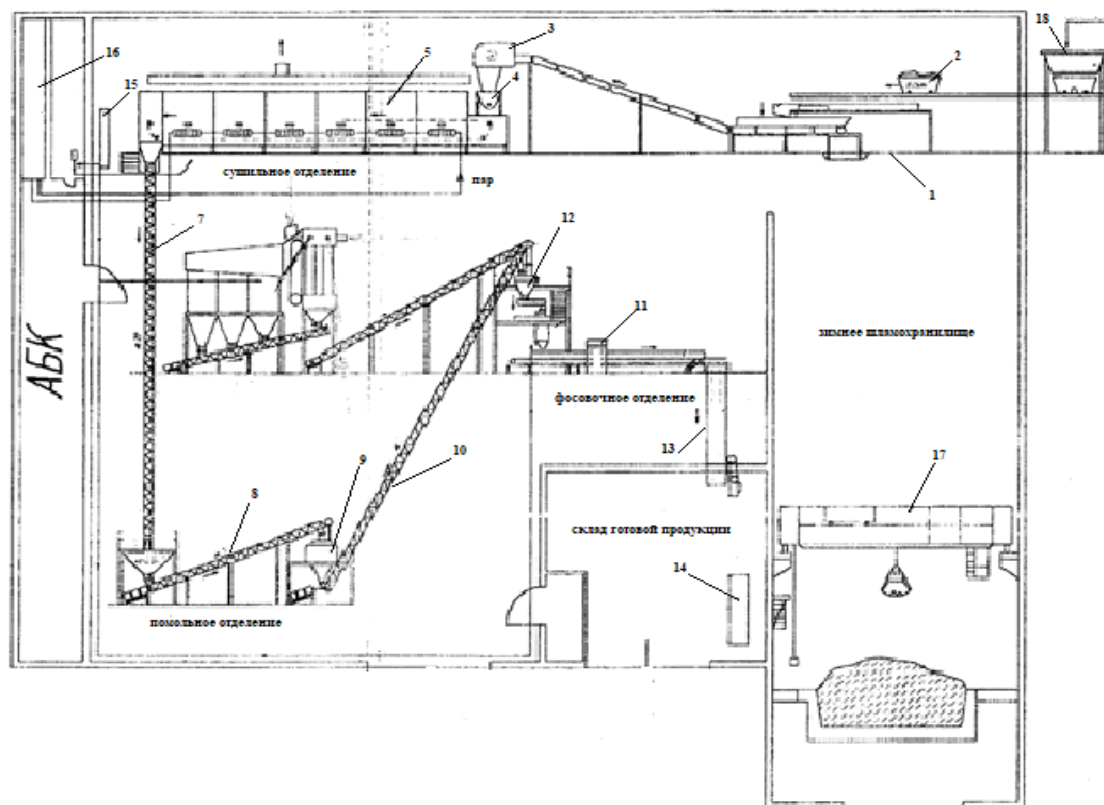 16
15
5
3
4
2
18
сушильное отделение
пар
1
7
12
11
зимнее шламохранилище
АБК
фосовочное отделение
13
17
8
9
10
склад готовой продукции
14
помольное отделение